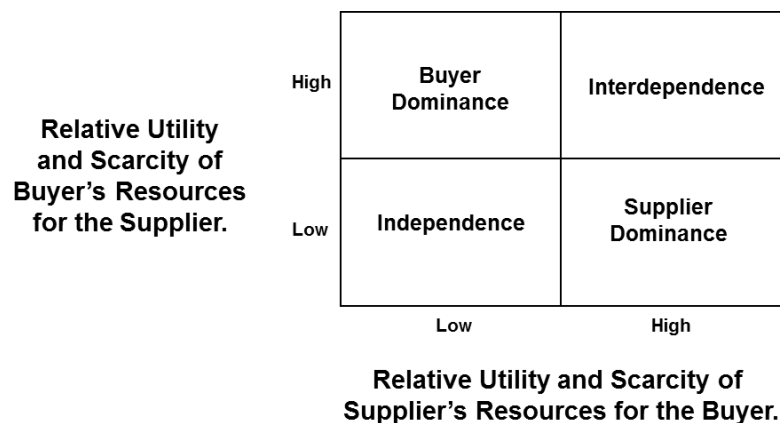 High
Buyer
Dominance
Interdependence
Relative Utility
and Scarcity of
Buyer's Resources
for the Supplier.
Low
Independence
Supplier
Dominance
Low
High
Relative Utility and Scarcity of
Supplier's Resources for the Buyer.